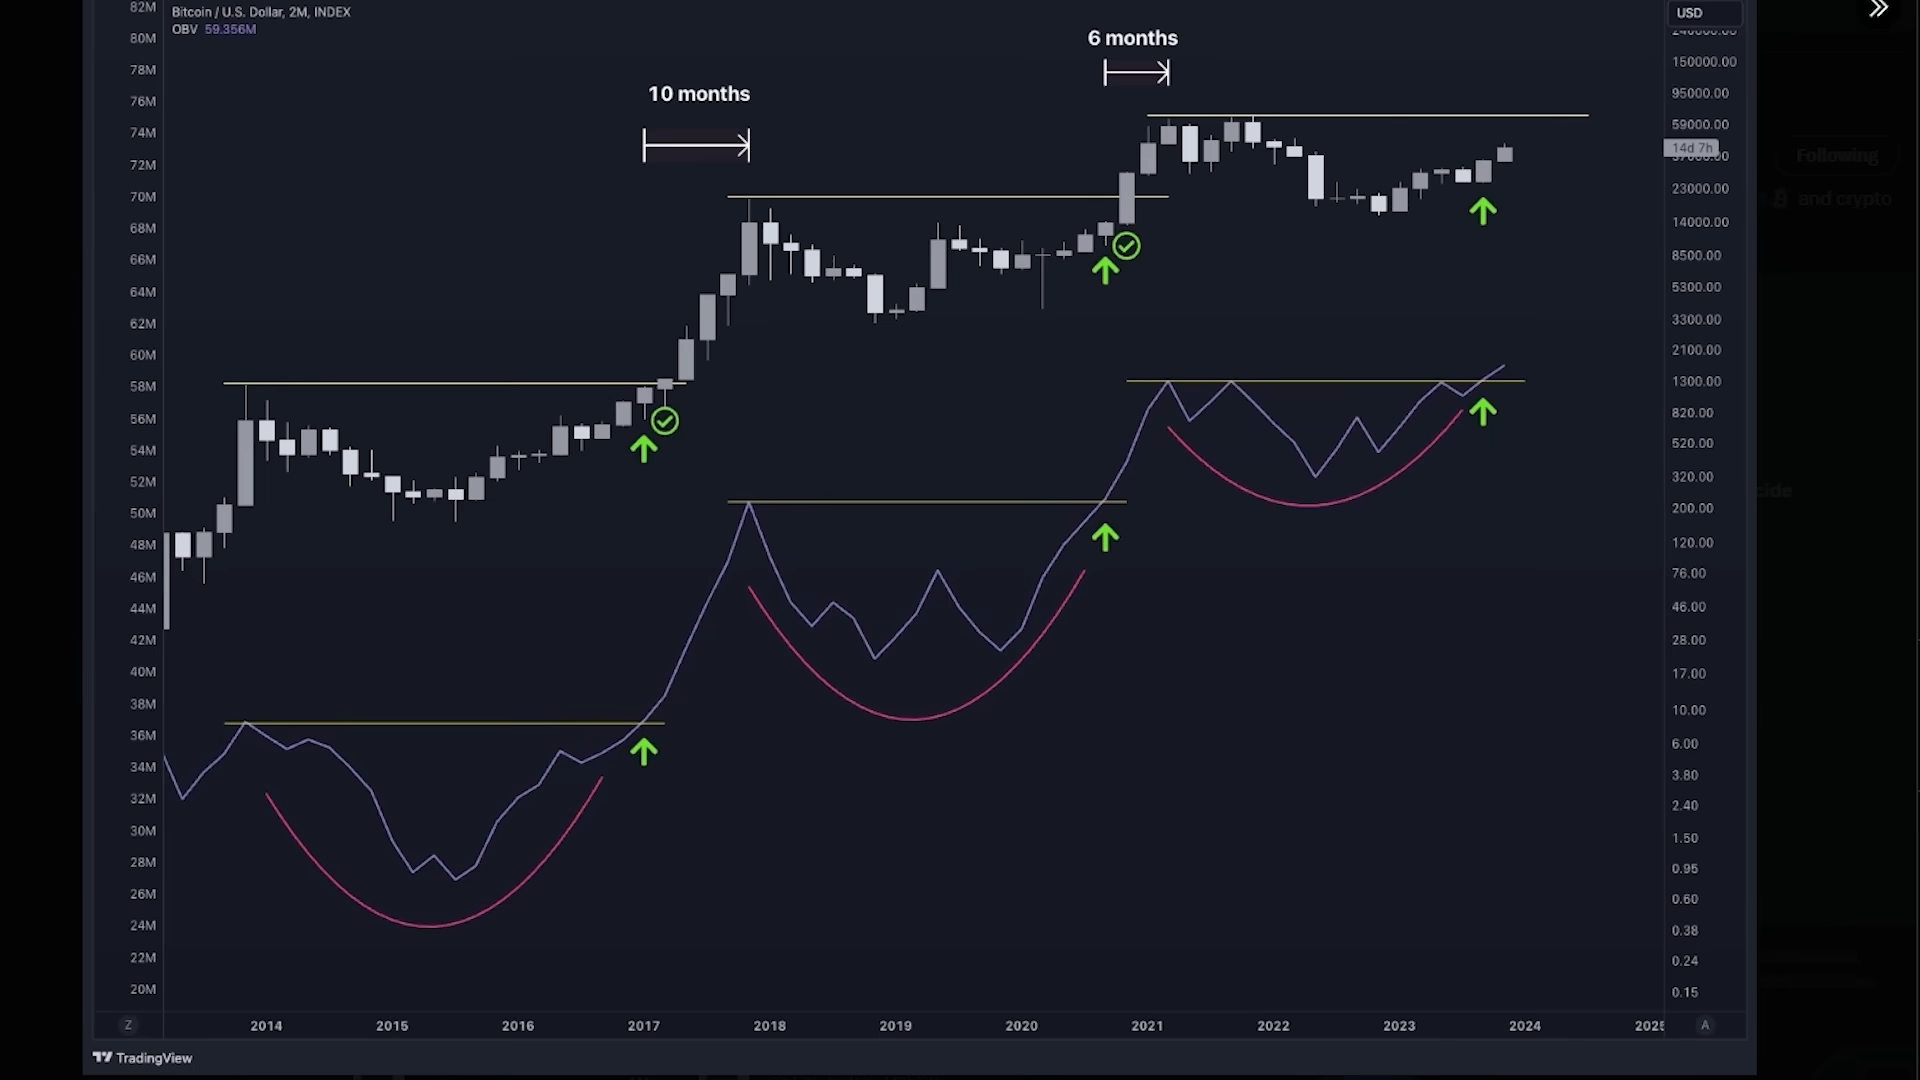 Bitcoin / U.S. Dollar, 2M, INDEX
OBV 59.356M
USD
10 months
6 months
Following
and crypto
82M
80M
78M
76M
74M
72M
70M
68M
66M
64M
62M
60M
58M
56M
54M
52M
50M
48M
46M
44M
42M
40M
38M
36M
34M
32M
30M
28M
26M
24M
22M
20M
150000.00
95000.00
59000.00
14d 7h
23000.00
14000.00
8500.00
5300.00
3300.00
2100.00
1300.00
820.00
520.00
320.00
200.00
120.00
76.00
46.00
28.00
17.00
10.00
6.00
3.80
2.40
1.50
0.95
0.60
0.38
0.24
0.15
Z 2014 2015 2016 2017 2018 2019 2020 2021 2022 2023 2024 2025 A
TradingView